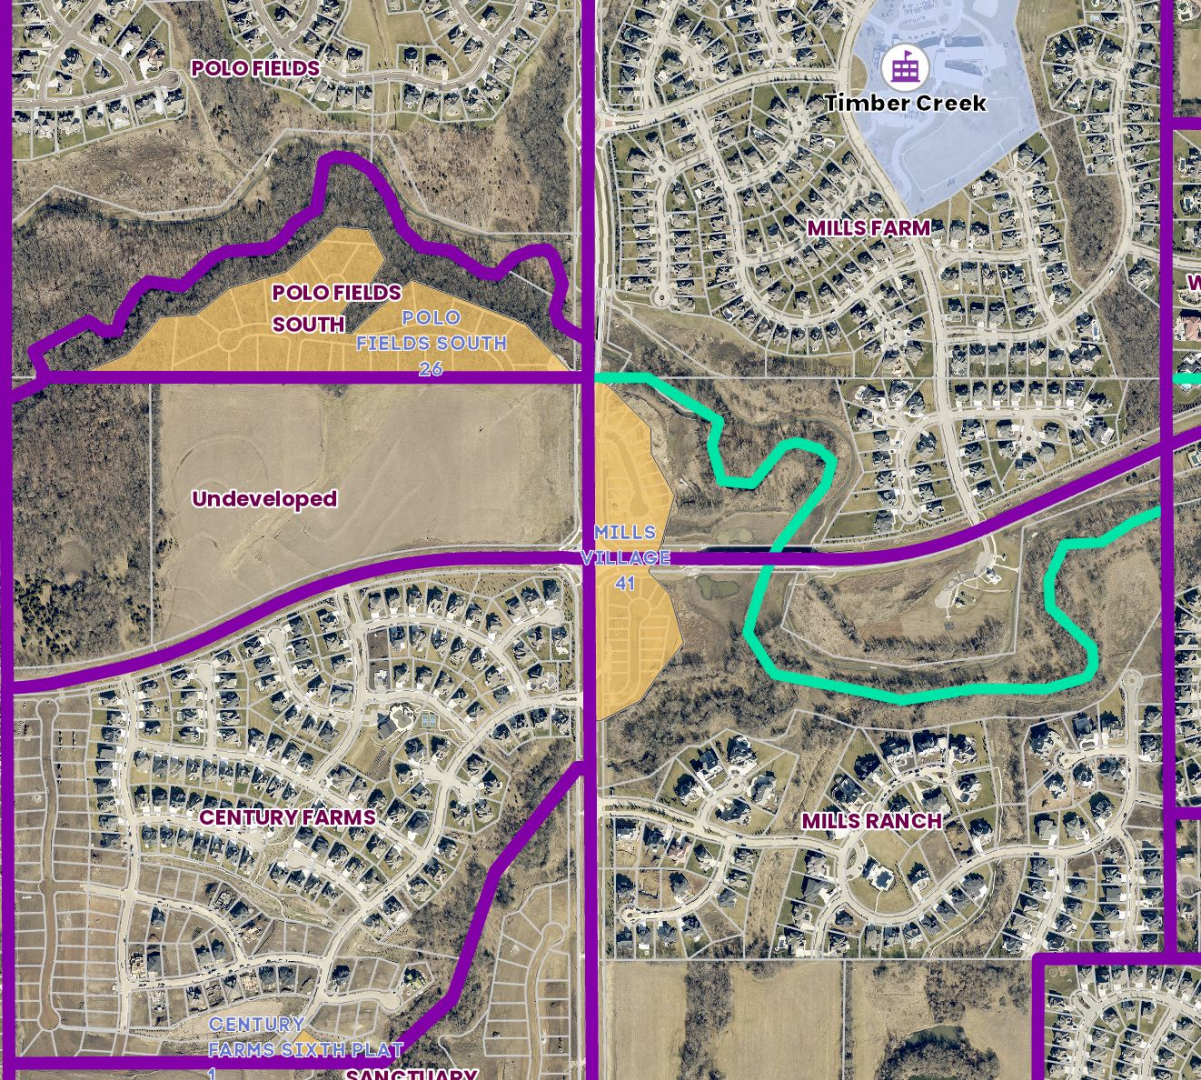 POLO FIELDS
Timber Creek
MILLS FARM
POLO FIELDS
SOUTH
POLO
FIELDS SOUTH
26
W
Undeveloped
MILLS
VILLAGE
41
CENTURY FARMS
MILLS RANCH
CENTURY
FARMS SIXTH PLAT
1
SANCTUARY